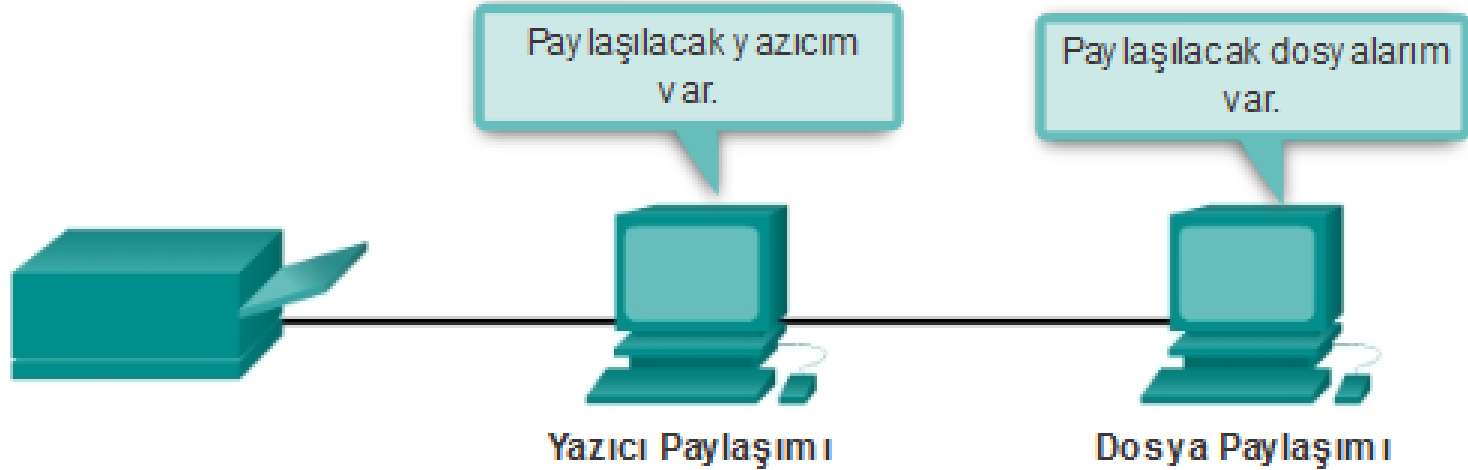 Paylaşılacak yazıcım
var.
Paylaşılacak dosyalarım
var.
Yazıcı Paylaşımı
Dosya Paylaşımı